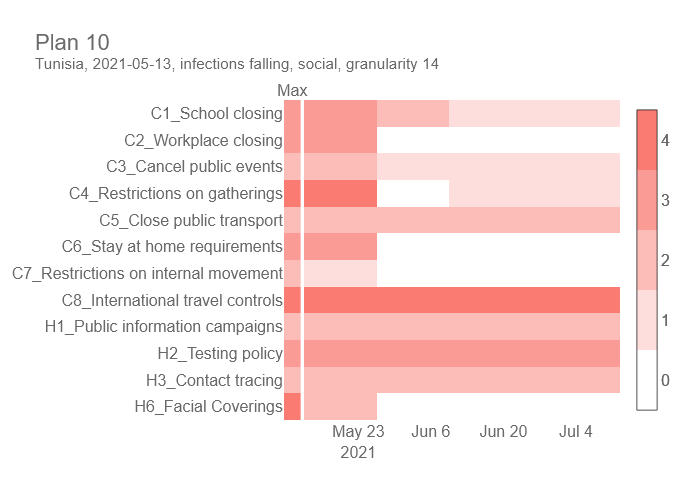 Plan 10
Tunisia, 2021-05-13, infections falling, social, granularity 14
Max
C1_School closing
C2_Workplace closing
C3_Cancel public events
C4_Restrictions on gatherings
C5_Close public transport
C6_Stay at home requirements
C7_Restrictions on internal movement
C8_International travel controls
H1_Public information campaigns
H2_Testing policy
H3_Contact tracing
H6_Facial Coverings
May 23 Jun 6 Jun 20 Jul 4
2021
4
3
2
1
0